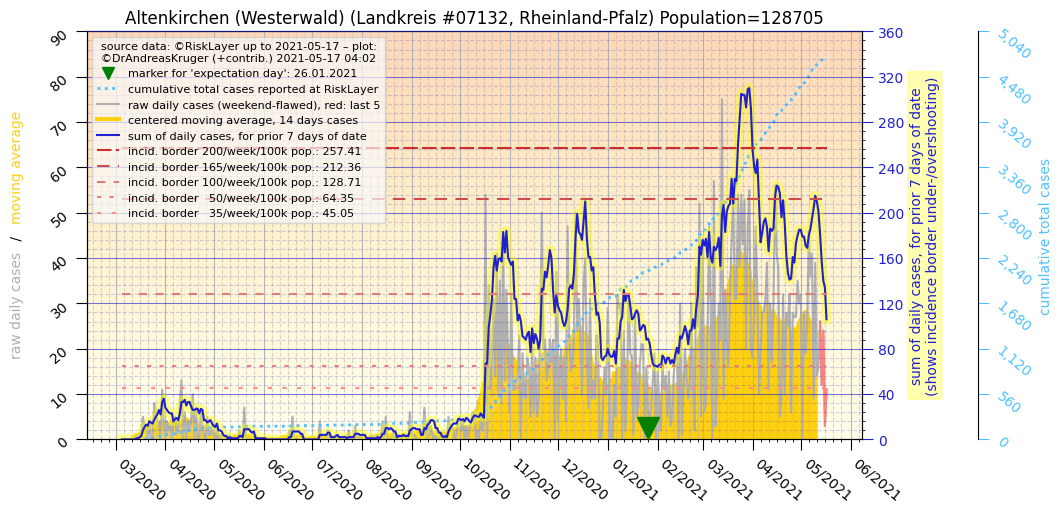 Altenkirchen (Westerwald) (Landkreis #07132, Rheinland-Pfalz) Population=128705
source data: ©RiskLayer up to 2021-05-17 – plot:
©DrAndreasKruger (+contrib.) 2021-05-17 04:02
marker for 'expectation day': 26.01.2021
cumulative total cases reported at RiskLayer
raw daily cases (weekend-flawed), red: last 5
centered moving average, 14 days cases
sum of daily cases, for prior 7 days of date
incid. border 200/week/100k pop.: 257.41
incid. border 165/week/100k pop.: 212.36
incid. border 100/week/100k pop.: 128.71
incid. border 50/week/100k pop.: 64.35
incid. border 35/week/100k pop.: 45.05
raw daily cases / moving average
90
80
70
60
50
40
30
20
10
0
03/2020
04/2020
05/2020
06/2020
07/2020
08/2020
09/2020
10/2020
11/2020
12/2020
01/2021
02/2021
03/2021
04/2021
05/2021
06/2021
360
320
280
240
200
160
120
80
40
0
sum of daily cases, for prior 7 days of date
(shows incidence border under-/overshooting)
5,040
4,480
3,920
3,360
2,800
2,240
1,680
1,120
560
0
cumulative total cases